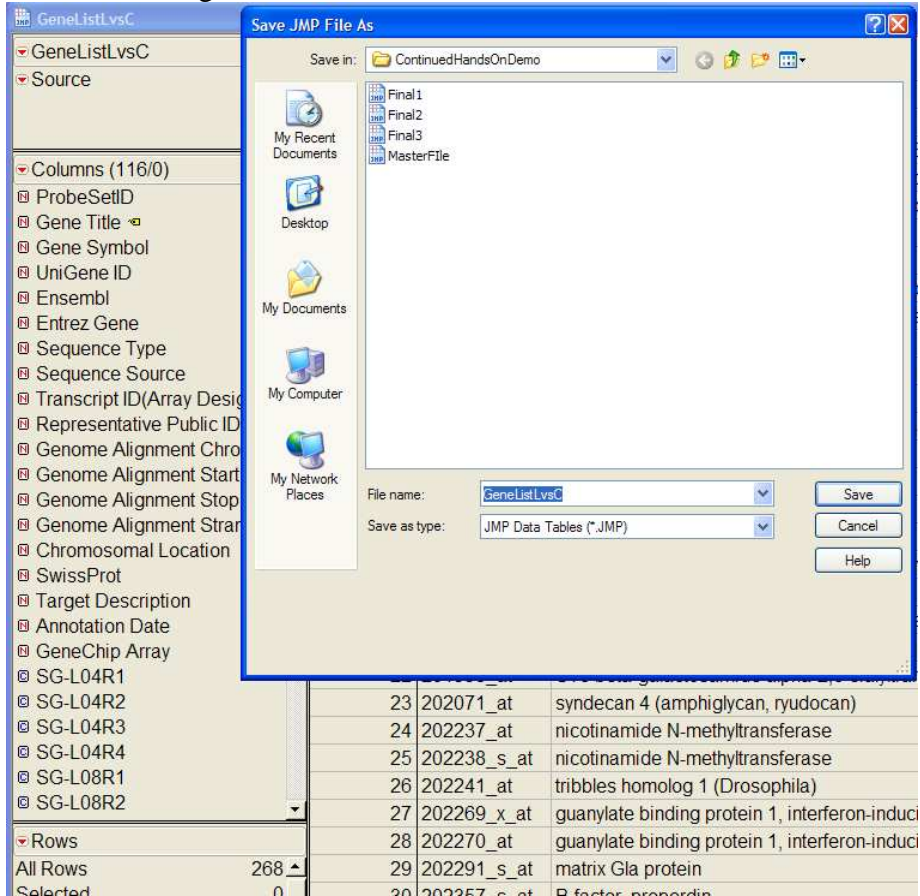 GeneListLvsC
GeneListLvsC
Source
Columns (116/0)
ProbeSetID
Gene Title
Gene Symbol
UniGene ID
Ensembl
Entrez Gene
Sequence Type
Sequence Source
Transcript ID(Array Desig
Representative Public ID
Genome Alignment Chro
Genome Alignment Start
Genome Alignment Stop
Genome Alignment Strar
Chromosomal Location
SwissProt
Target Description
Annotation Date
GeneChip Array
SG-L04R1
SG-L04R2
SG-L04R3
SG-L04R4
SG-L08R1
SG-L08R2
Rows
All Rows 268
Selected 0
Save JMP File As
Save in: ContinuedHandsOnDemo
My Recent Documents
Desktop
My Documents
My Computer
My Network Places
Final1
Final2
Final3
MasterFIle
File name: GeneListLvsC
Save as type: JMP Data Tables (*.JMP)
Save
Cancel
Help
23 202071_at syndecan 4 (amphiglycan, ryudocan)
24 202237_at nicotinamide N-methyltransferase
25 202238_s_at nicotinamide N-methyltransferase
26 202241_at tribbles homolog 1 (Drosophila)
27 202269_x_at guanylate binding protein 1, interferon-induci
28 202270_at guanylate binding protein 1, interferon-induci
29 202291_s_at matrix Gla protein
30 202357_s_at B-factor, properdin